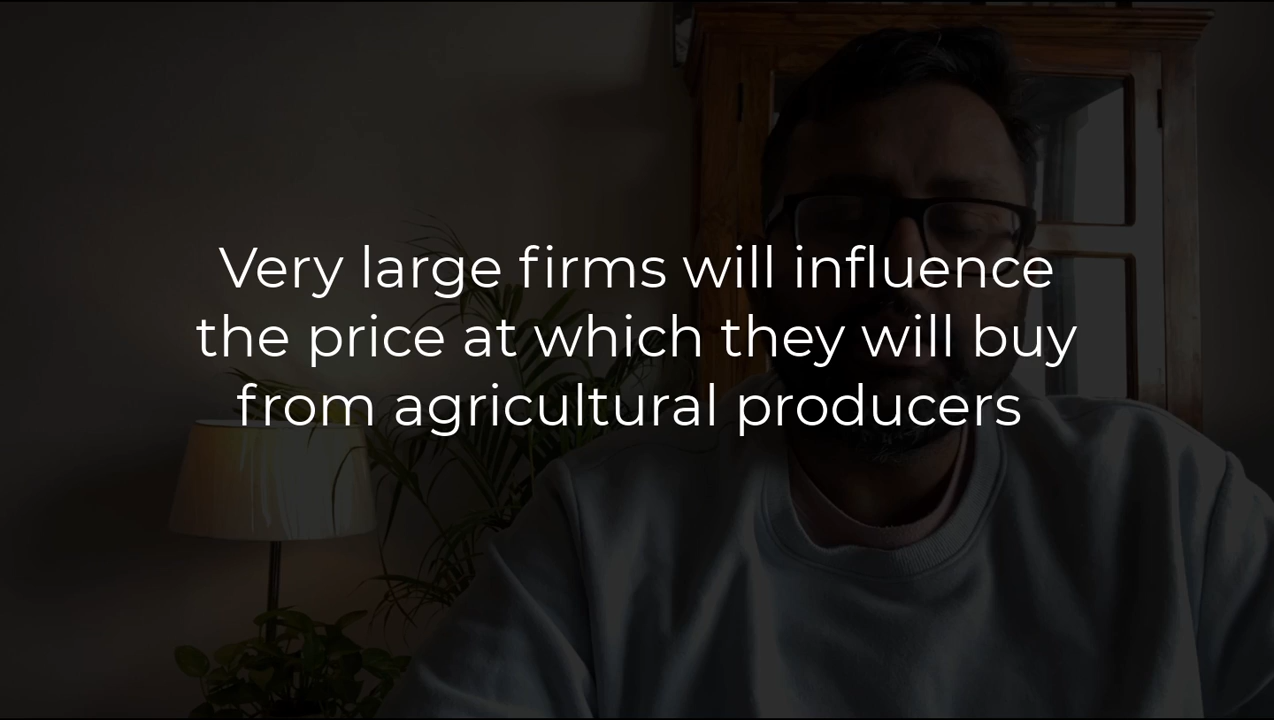 Very large firms will influence
the price at which they will buy
from agricultural producers